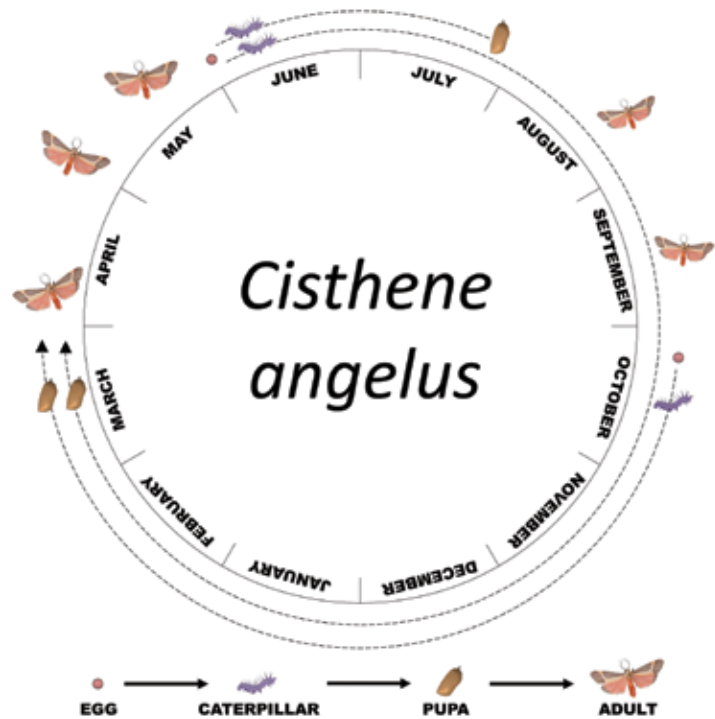 JUNE
JULY
MAY
AUGUST
APRIL
SEPTEMBER
Cisthene
angelus
MARCH
OCTOBER
FEBRUARY
NOVEMBER
JANUARY
DECEMBER
EGG
CATERPILLAR
PUPA
ADULT